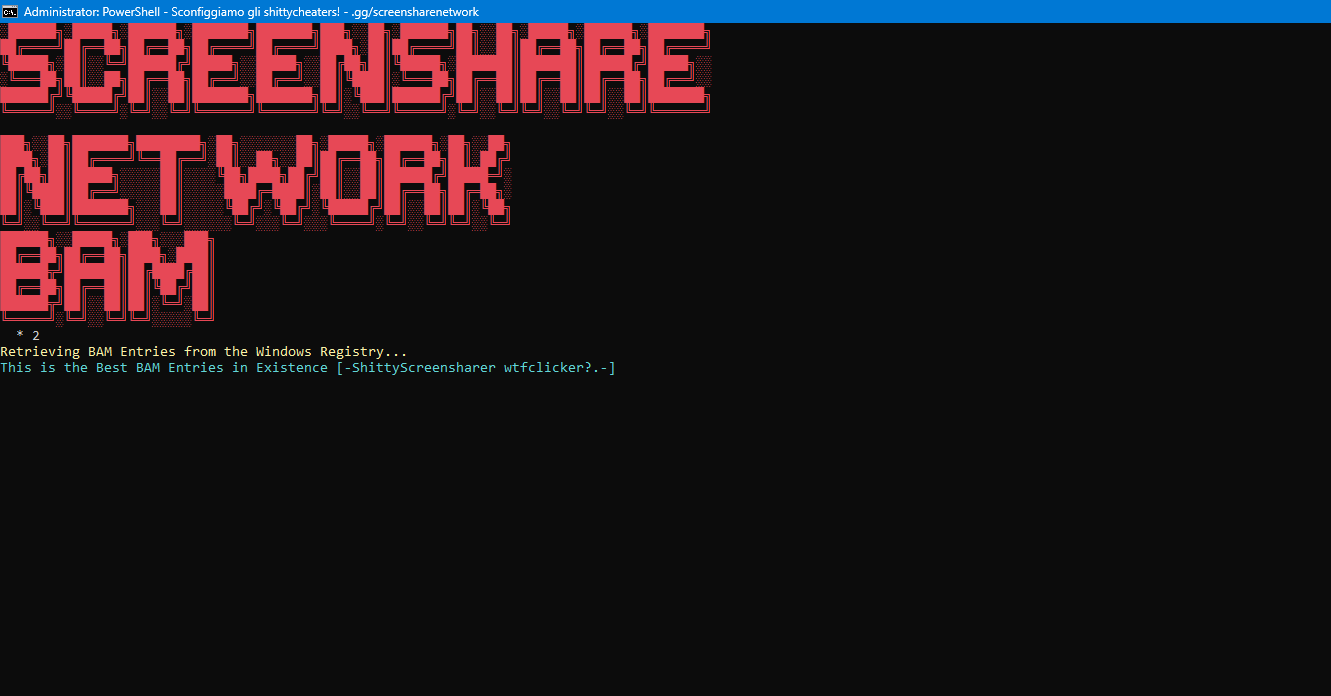 Administrator: PowerShell - Sconfiggiamo gli shittycheaters! - .gg/screensharenetwork
SCREENSHARE
NETWORK
BAM
* 2
Retrieving BAM Entries from the Windows Registry...
This is the Best BAM Entries in Existence [-ShittyScreensharer wtfclicker?.-]